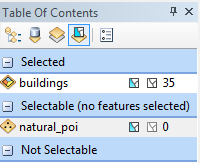 Table Of Contents
Selected
buildings 35
Selectable (no features selected)
natural_poi 0
Not Selectable